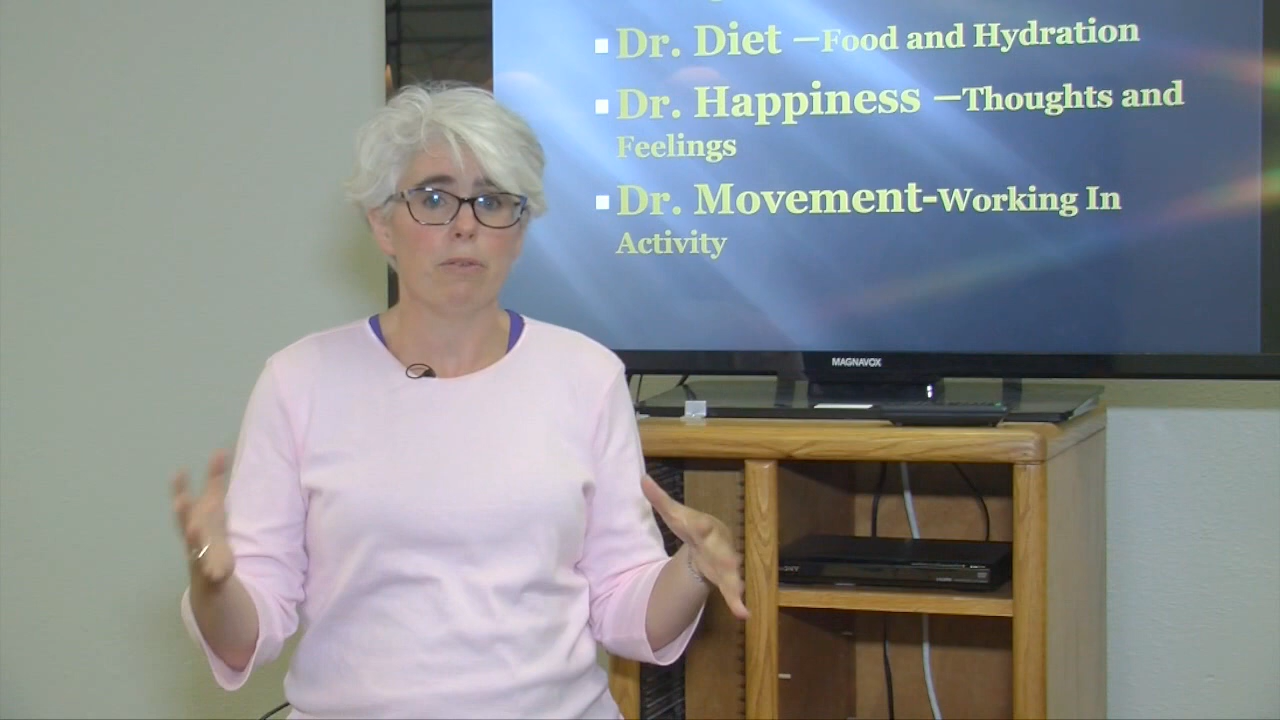 Dr. Diet —Food and Hydration
Dr. Happiness —Thoughts and
Feelings
Dr. Movement-Working In
Activity
MAGNAVOX